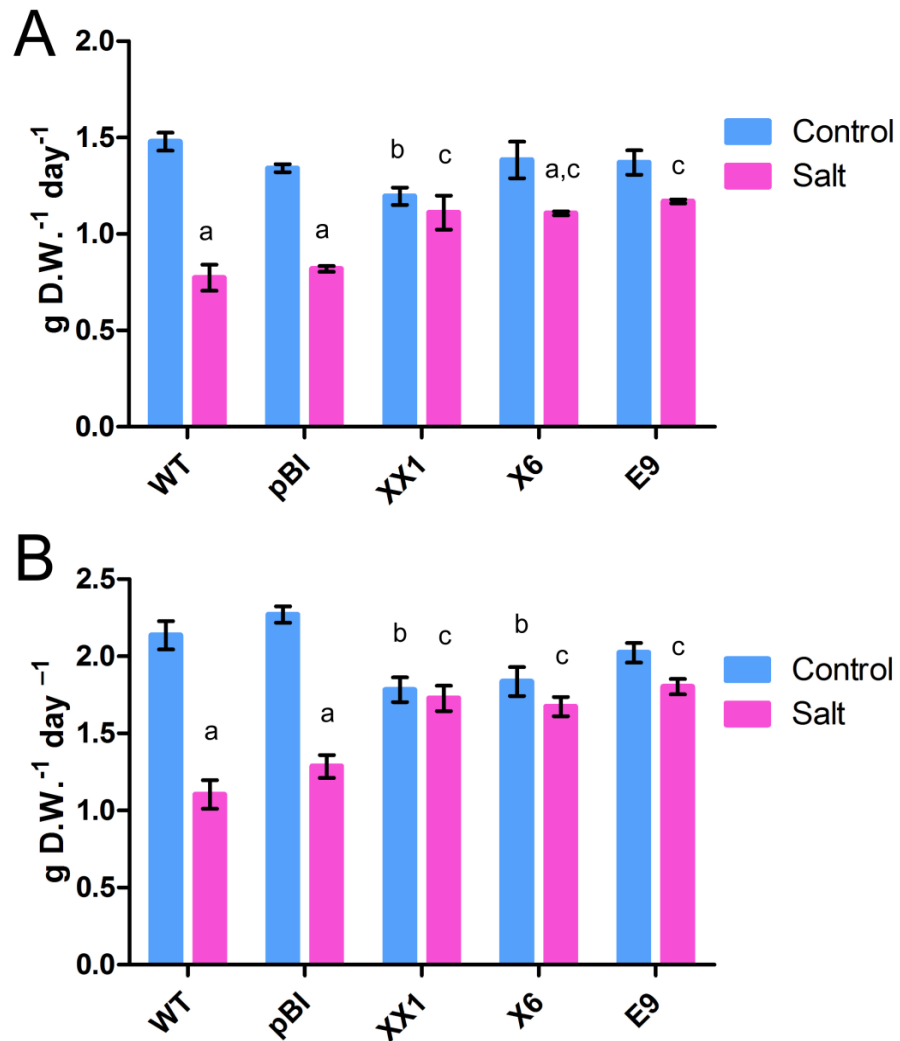 A
2.0
1.5
1.0
0.5
0.0
g D.W.⁻¹ day⁻¹
a
a
b
c
a,c
c
Control
Salt
WT
pBI
XX1
X6
E9
B
2.5
2.0
1.5
1.0
0.5
0.0
g D.W.⁻¹ day ⁻¹
a
a
b
c
b
c
c
Control
Salt
WT
pBI
XX1
X6
E9